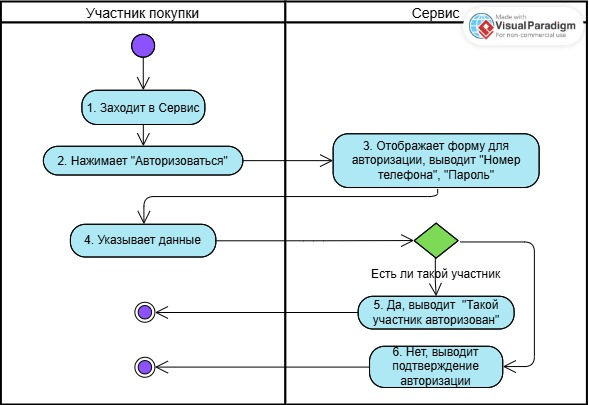 Участник покупки
Сервис
Made with
Visual Paradigm
For non-commercial use
1. Заходит в Сервис
2. Нажимает "Авторизоваться"
3. Отображает форму для
авторизации, выводит "Номер
телефона", "Пароль"
4. Указывает данные
Есть ли такой участник
5. Да, выводит "Такой
участник авторизован"
6. Нет, выводит
подтверждение
авторизации